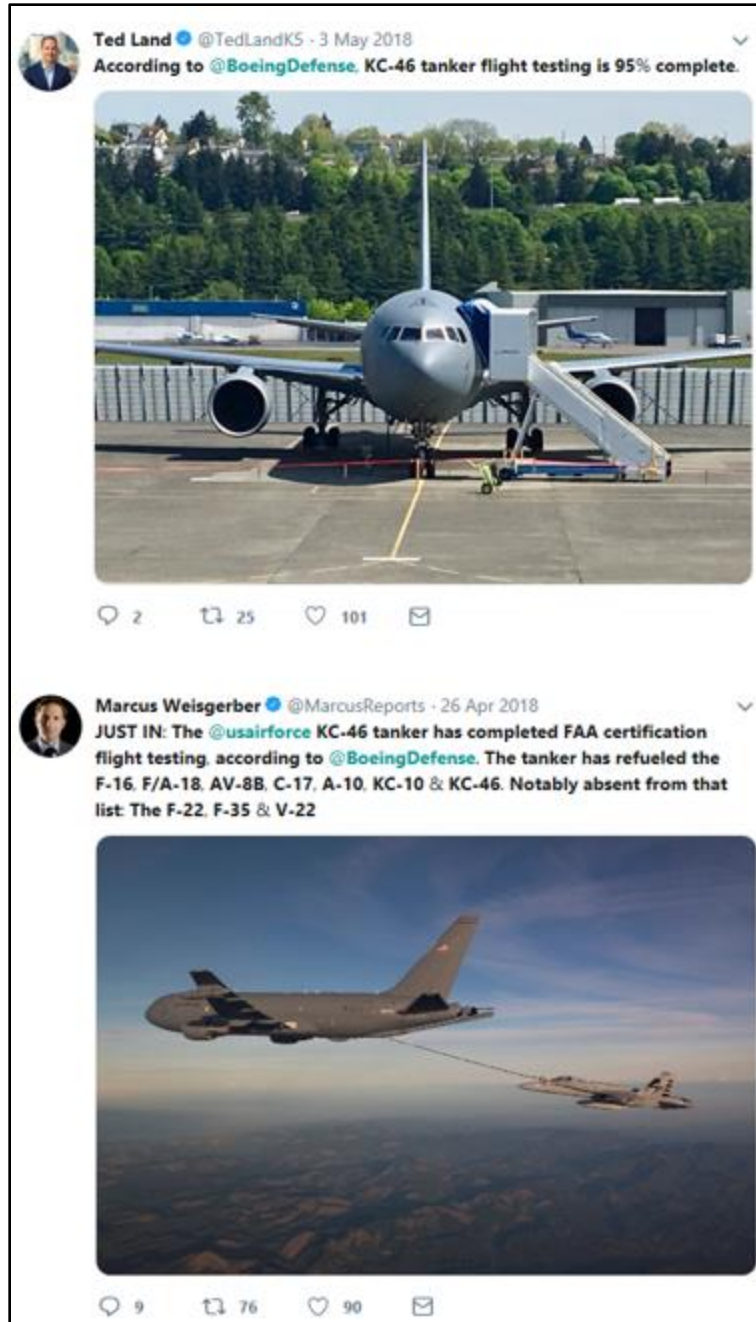 Ted Land @TedLandK5 · 3 May 2018
According to @BoeingDefense, KC-46 tanker flight testing is 95% complete.
2 25 101
Marcus Weisgerber @MarcusReports · 26 Apr 2018
JUST IN: The @usairforce KC-46 tanker has completed FAA certification
flight testing, according to @BoeingDefense. The tanker has refueled the
F-16, F/A-18, AV-8B, C-17, A-10, KC-10 & KC-46. Notably absent from that
list: The F-22, F-35 & V-22
9 76 90